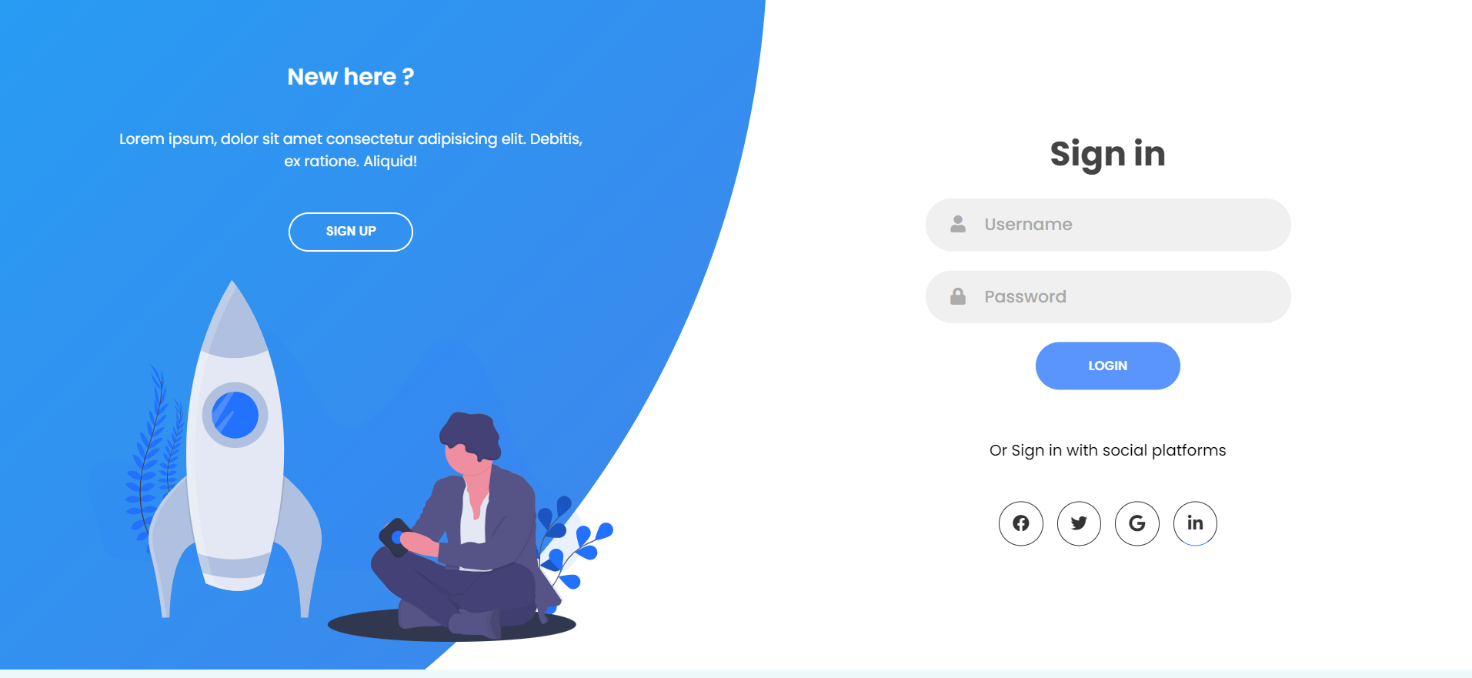 New here ?
Lorem ipsum, dolor sit amet consectetur adipisicing elit. Debitis,
ex ratione. Aliquid!
SIGN UP
Sign in
Username
Password
LOGIN
Or Sign in with social platforms